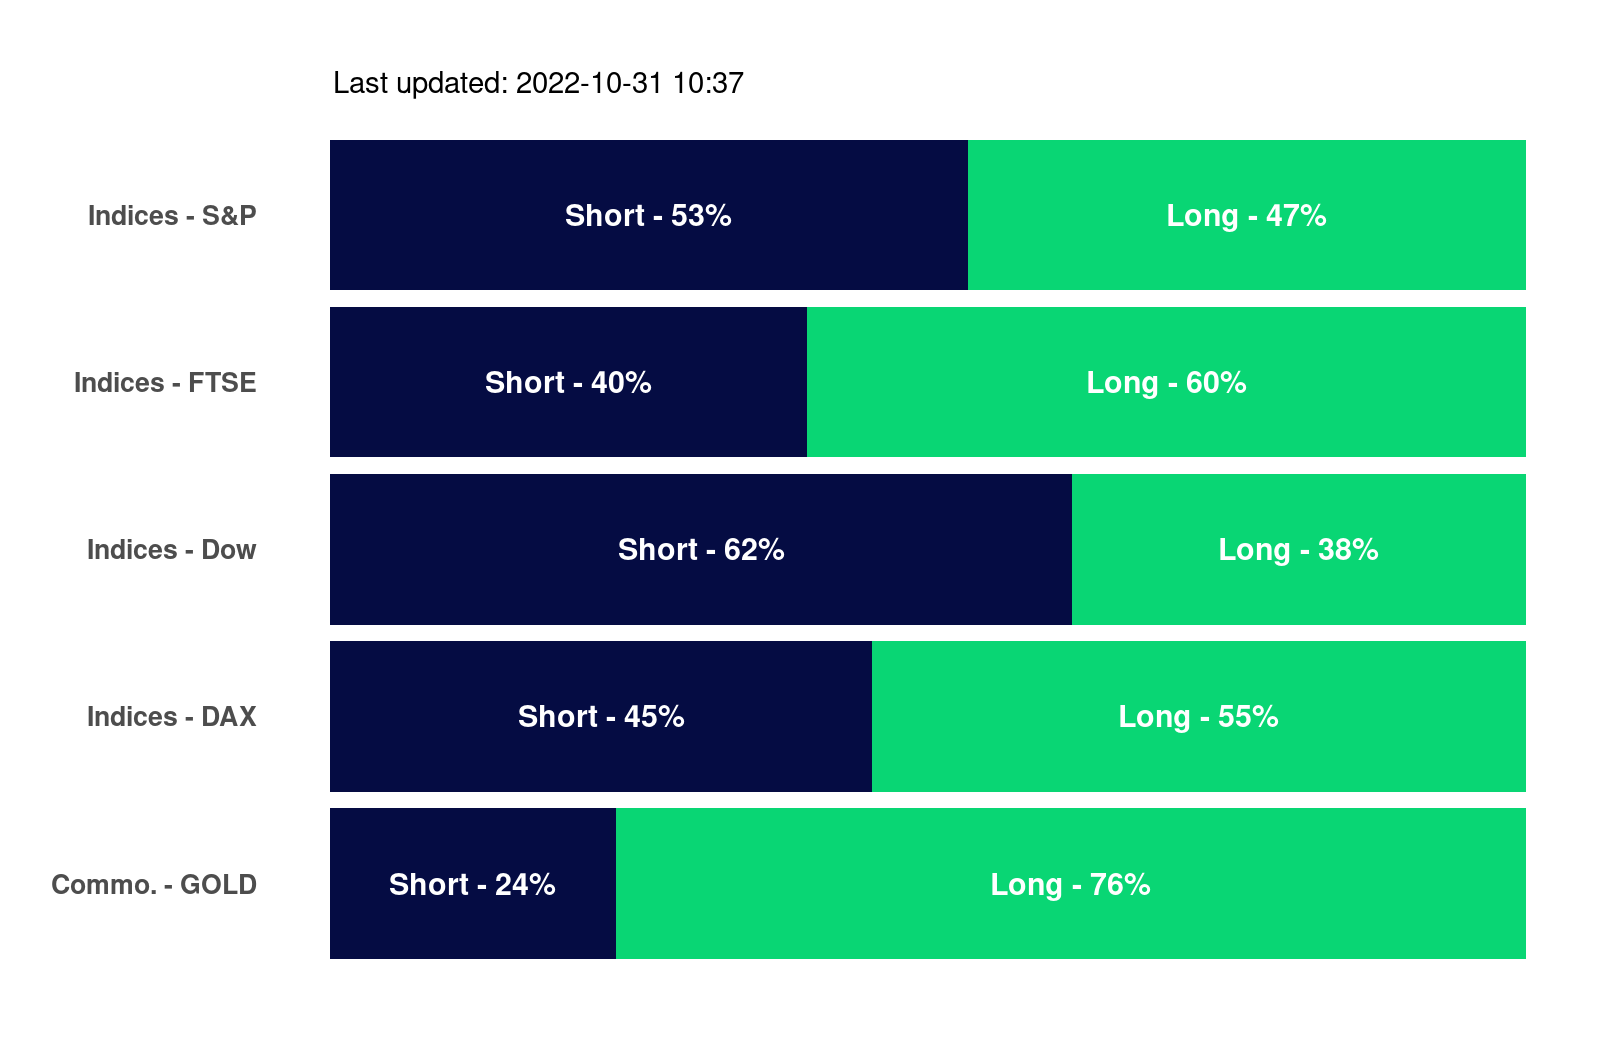 Last updated: 2022-10-31 10:37
Indices - S&P
Short - 53%
Long - 47%
Indices - FTSE
Short - 40%
Long - 60%
Indices - Dow
Short - 62%
Long - 38%
Indices - DAX
Short - 45%
Long - 55%
Commo. - GOLD
Short - 24%
Long - 76%